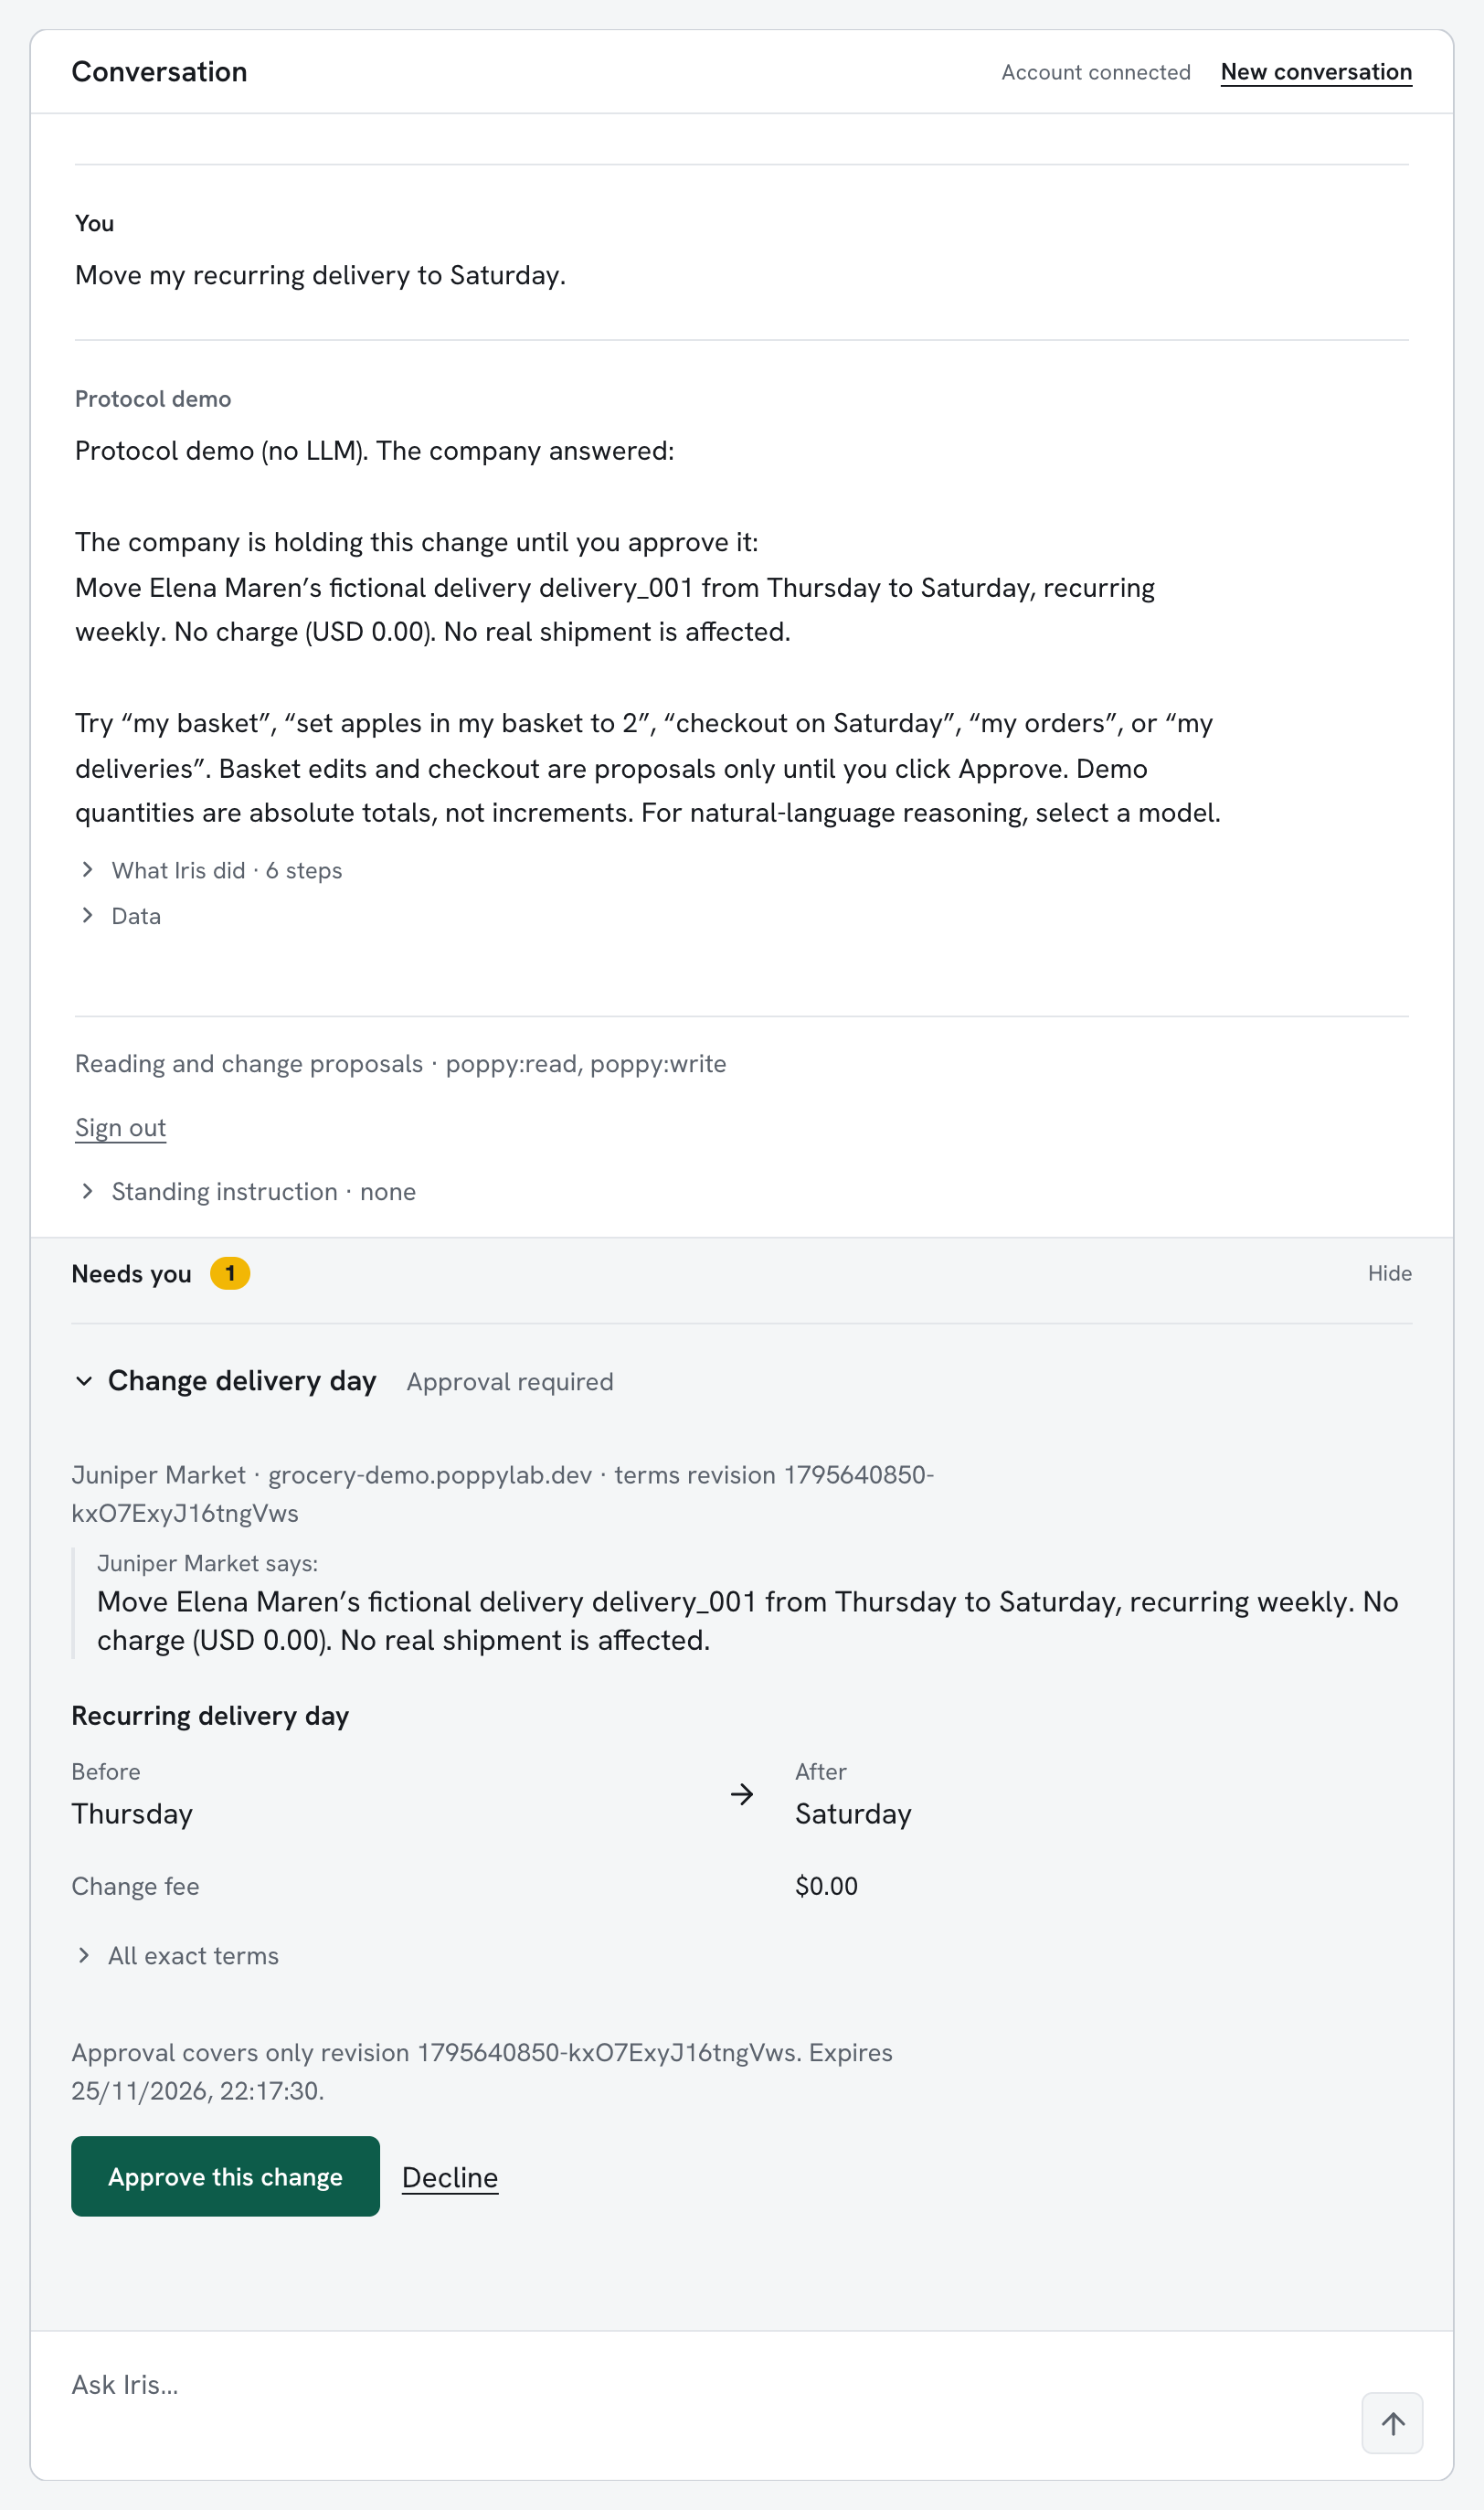 Conversation
Account connected
New conversation
You
Move my recurring delivery to Saturday.
Protocol demo
Protocol demo (no LLM). The company answered:
The company is holding this change until you approve it:
Move Elena Maren’s fictional delivery delivery_001 from Thursday to Saturday, recurring
weekly. No charge (USD 0.00). No real shipment is affected.
Try “my basket”, “set apples in my basket to 2”, “checkout on Saturday”, “my orders”, or “my
deliveries”. Basket edits and checkout are proposals only until you click Approve. Demo
quantities are absolute totals, not increments. For natural-language reasoning, select a model.
What Iris did · 6 steps
Data
Reading and change proposals · poppy:read, poppy:write
Sign out
Standing instruction · none
Needs you 1
Hide
Change delivery day Approval required
Juniper Market · grocery-demo.poppylab.dev · terms revision 1795640850-
kxO7ExyJ16tngVws
Juniper Market says:
Move Elena Maren’s fictional delivery delivery_001 from Thursday to Saturday, recurring weekly. No
charge (USD 0.00). No real shipment is affected.
Recurring delivery day
Before
Thursday
→
After
Saturday
Change fee
$0.00
All exact terms
Approval covers only revision 1795640850-kxO7ExyJ16tngVws. Expires
25/11/2026, 22:17:30.
Approve this change
Decline
Ask Iris…